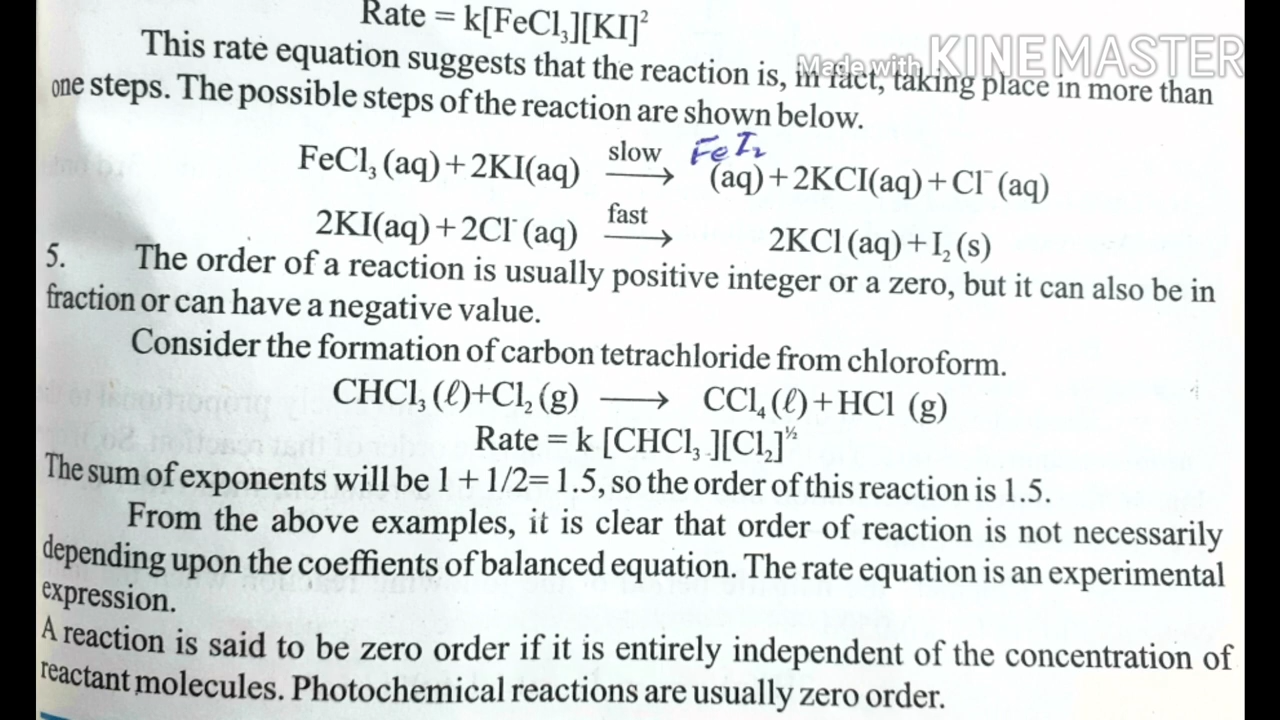 Rate = k[FeCl₃][KI]²
Made with KINEMASTER
This rate equation suggests that the reaction is, in fact, taking place in more than
one steps. The possible steps of the reaction are shown below.
FeCl₃ (aq) + 2KI(aq) slow ⟶ FeI₂ (aq) + 2KCI(aq) + Cl⁻ (aq)
2KI(aq) + 2Cl⁻ (aq) fast ⟶ 2KCl (aq) + I₂ (s)
5. The order of a reaction is usually positive integer or a zero, but it can also be in
fraction or can have a negative value.
Consider the formation of carbon tetrachloride from chloroform.
CHCl₃ (ℓ)+Cl₂ (g) ⟶ CCl₄ (ℓ) + HCl (g)
Rate = k [CHCl₃ ][Cl₂]^½
The sum of exponents will be 1 + 1/2= 1.5, so the order of this reaction is 1.5.
From the above examples, it is clear that order of reaction is not necessarily
depending upon the coeffients of balanced equation. The rate equation is an experimental
expression.
A reaction is said to be zero order if it is entirely independent of the concentration of
reactant molecules. Photochemical reactions are usually zero order.